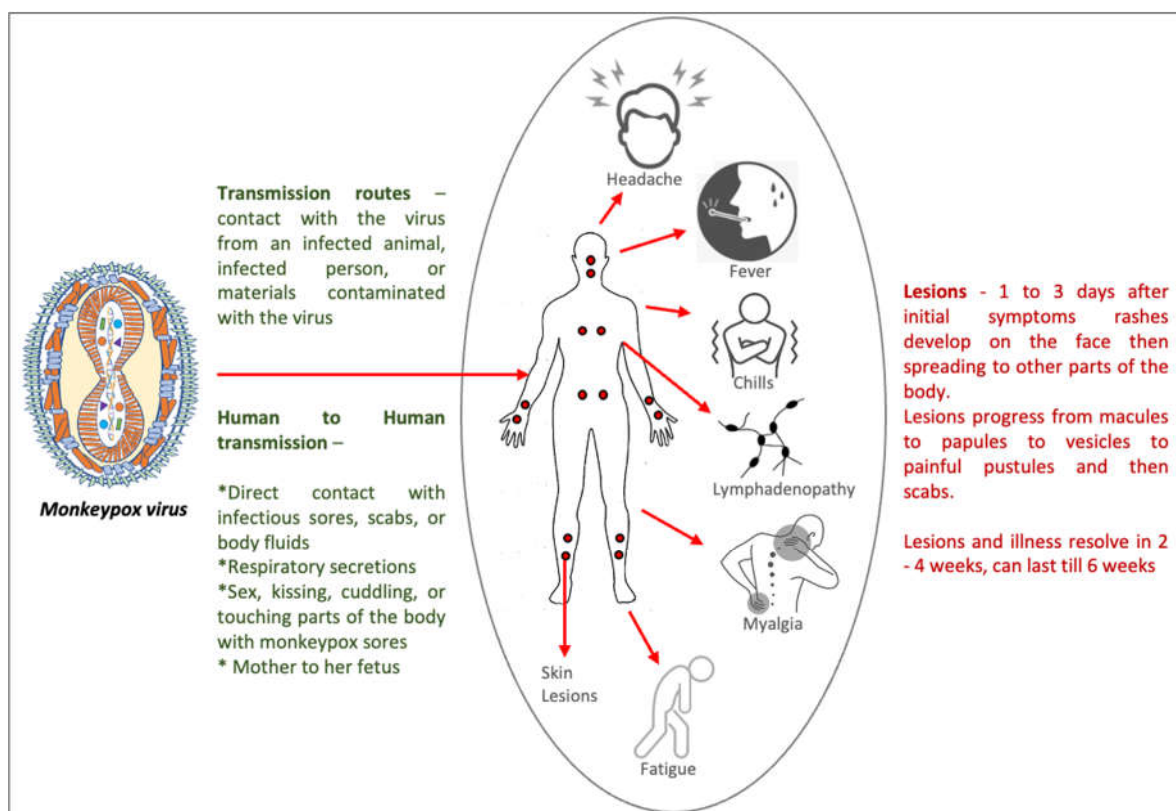 Transmission routes –
contact with the virus
from an infected animal,
infected person, or
materials contaminated
with the virus
Human to Human
transmission –
*Direct contact with
infectious sores, scabs, or
body fluids
*Respiratory secretions
*Sex, kissing, cuddling, or
touching parts of the body
with monkeypox sores
* Mother to her fetus
Monkeypox virus
Headache
Fever
Chills
Lymphadenopathy
Myalgia
Fatigue
Skin
Lesions
Lesions - 1 to 3 days after
initial symptoms rashes
develop on the face then
spreading to other parts of the
body.
Lesions progress from macules
to papules to vesicles to
painful pustules and then
scabs.
Lesions and illness resolve in 2
- 4 weeks, can last till 6 weeks